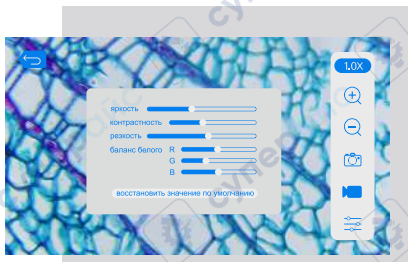 1.0X
яркость
контрастность
резкость
баланс белого R
G
B
восстановить значение по умолчанию